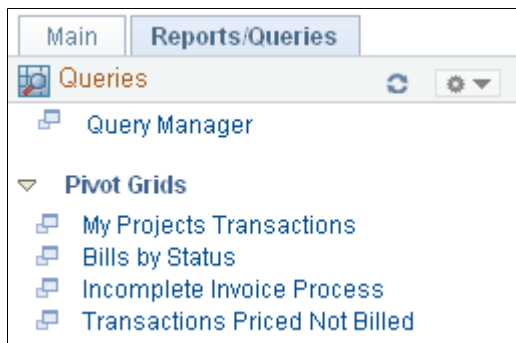 Main Reports/Queries
Queries
Query Manager
Pivot Grids
My Projects Transactions
Bills by Status
Incomplete Invoice Process
Transactions Priced Not Billed